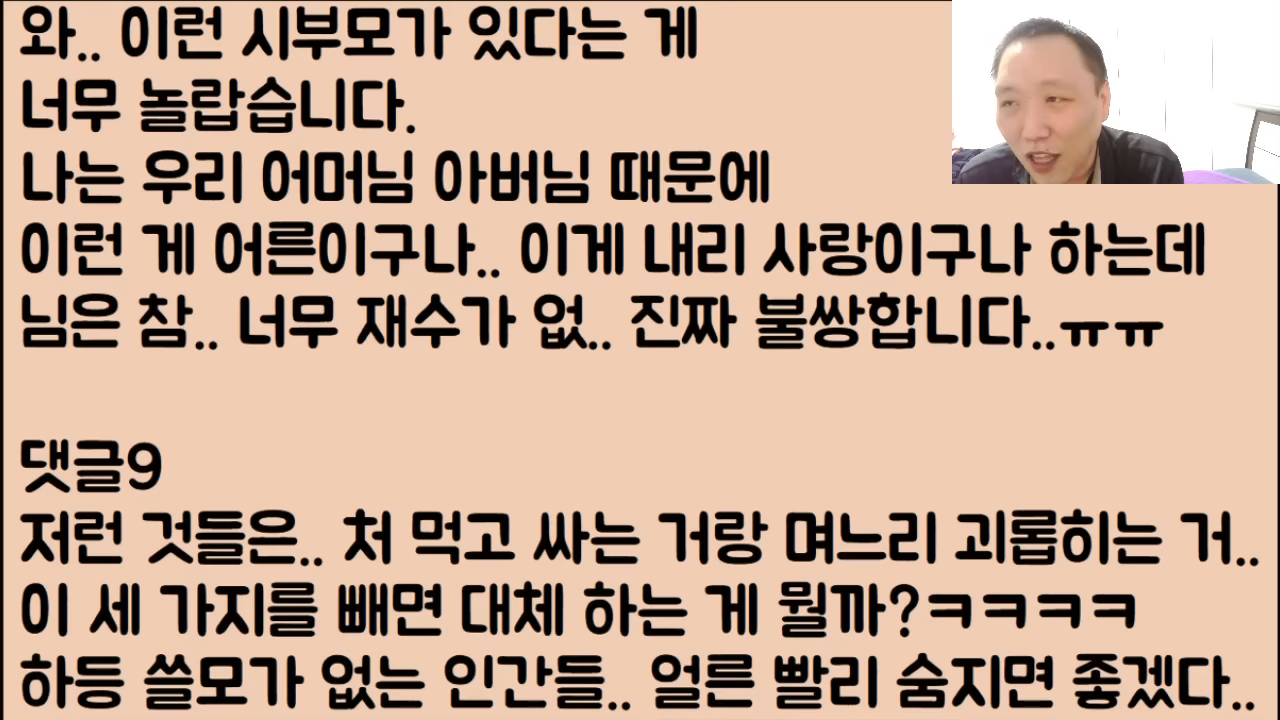 와.. 이런 시부모가 있다는 게
너무 놀랍습니다.
나는 우리 어머님 아버님 때문에
이런 게 어른이구나.. 이게 내리 사랑이구나 하는데
님은 참.. 너무 재수가 없.. 진짜 불쌍합니다..ㅠㅠ
댓글9
저런 것들은.. 처 먹고 싸는 거랑 며느리 괴롭히는 거..
이 세 가지를 빼면 대체 하는 게 뭘까?ㅋㅋㅋㅋ
하등 쓸모가 없는 인간들.. 얼른 빨리 숨지면 좋겠다..